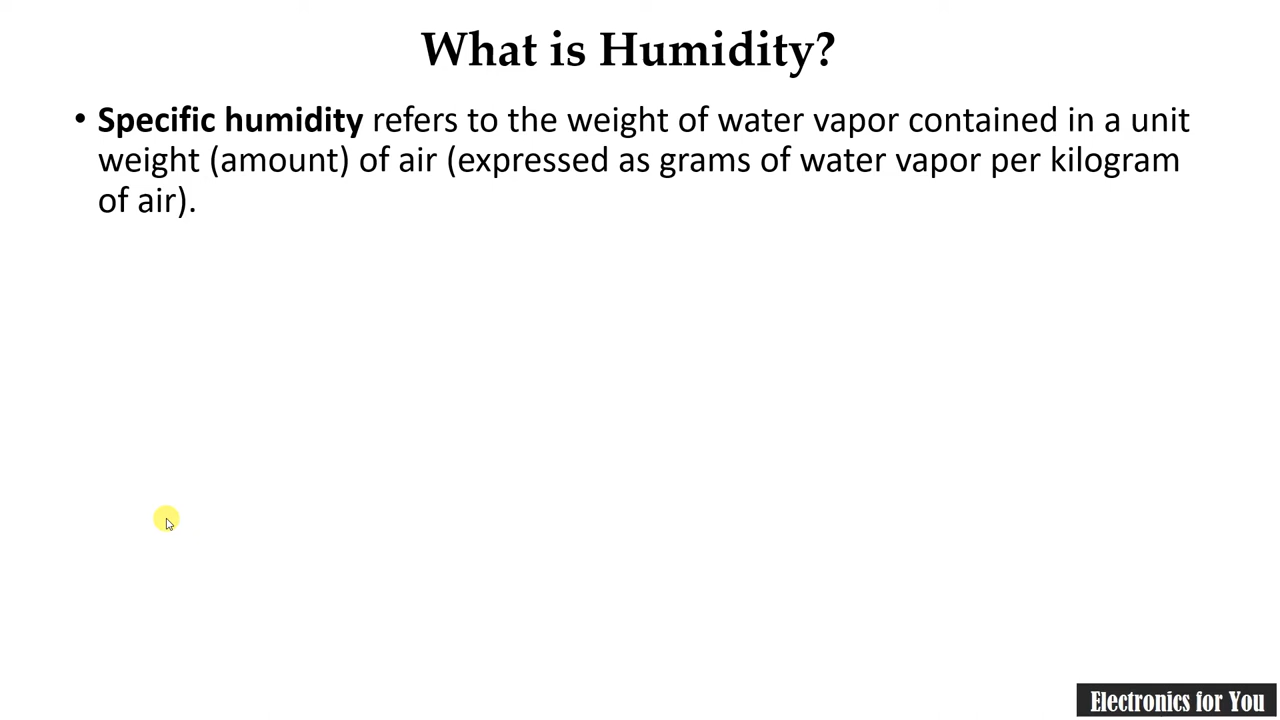 What is Humidity?
• Specific humidity refers to the weight of water vapor contained in a unit
weight (amount) of air (expressed as grams of water vapor per kilogram
of air).
Electronics for You